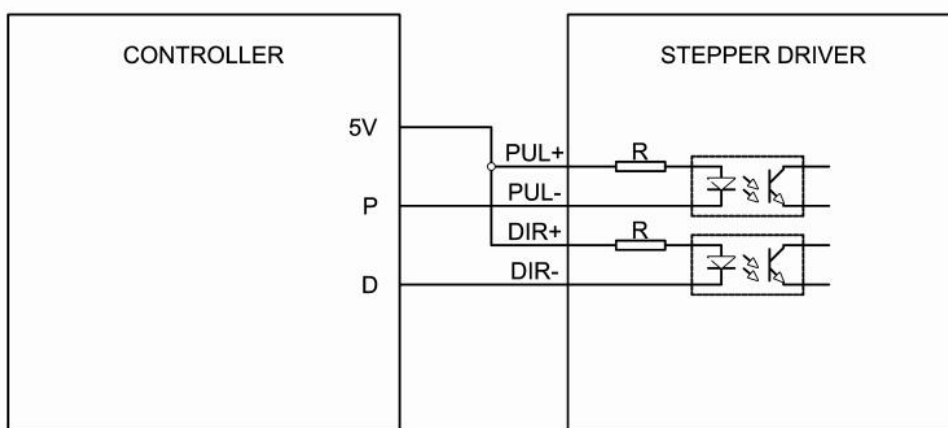 CONTROLLER
STEPPER DRIVER
5V
PUL+
R
P
PUL-
DIR+
R
D
DIR-